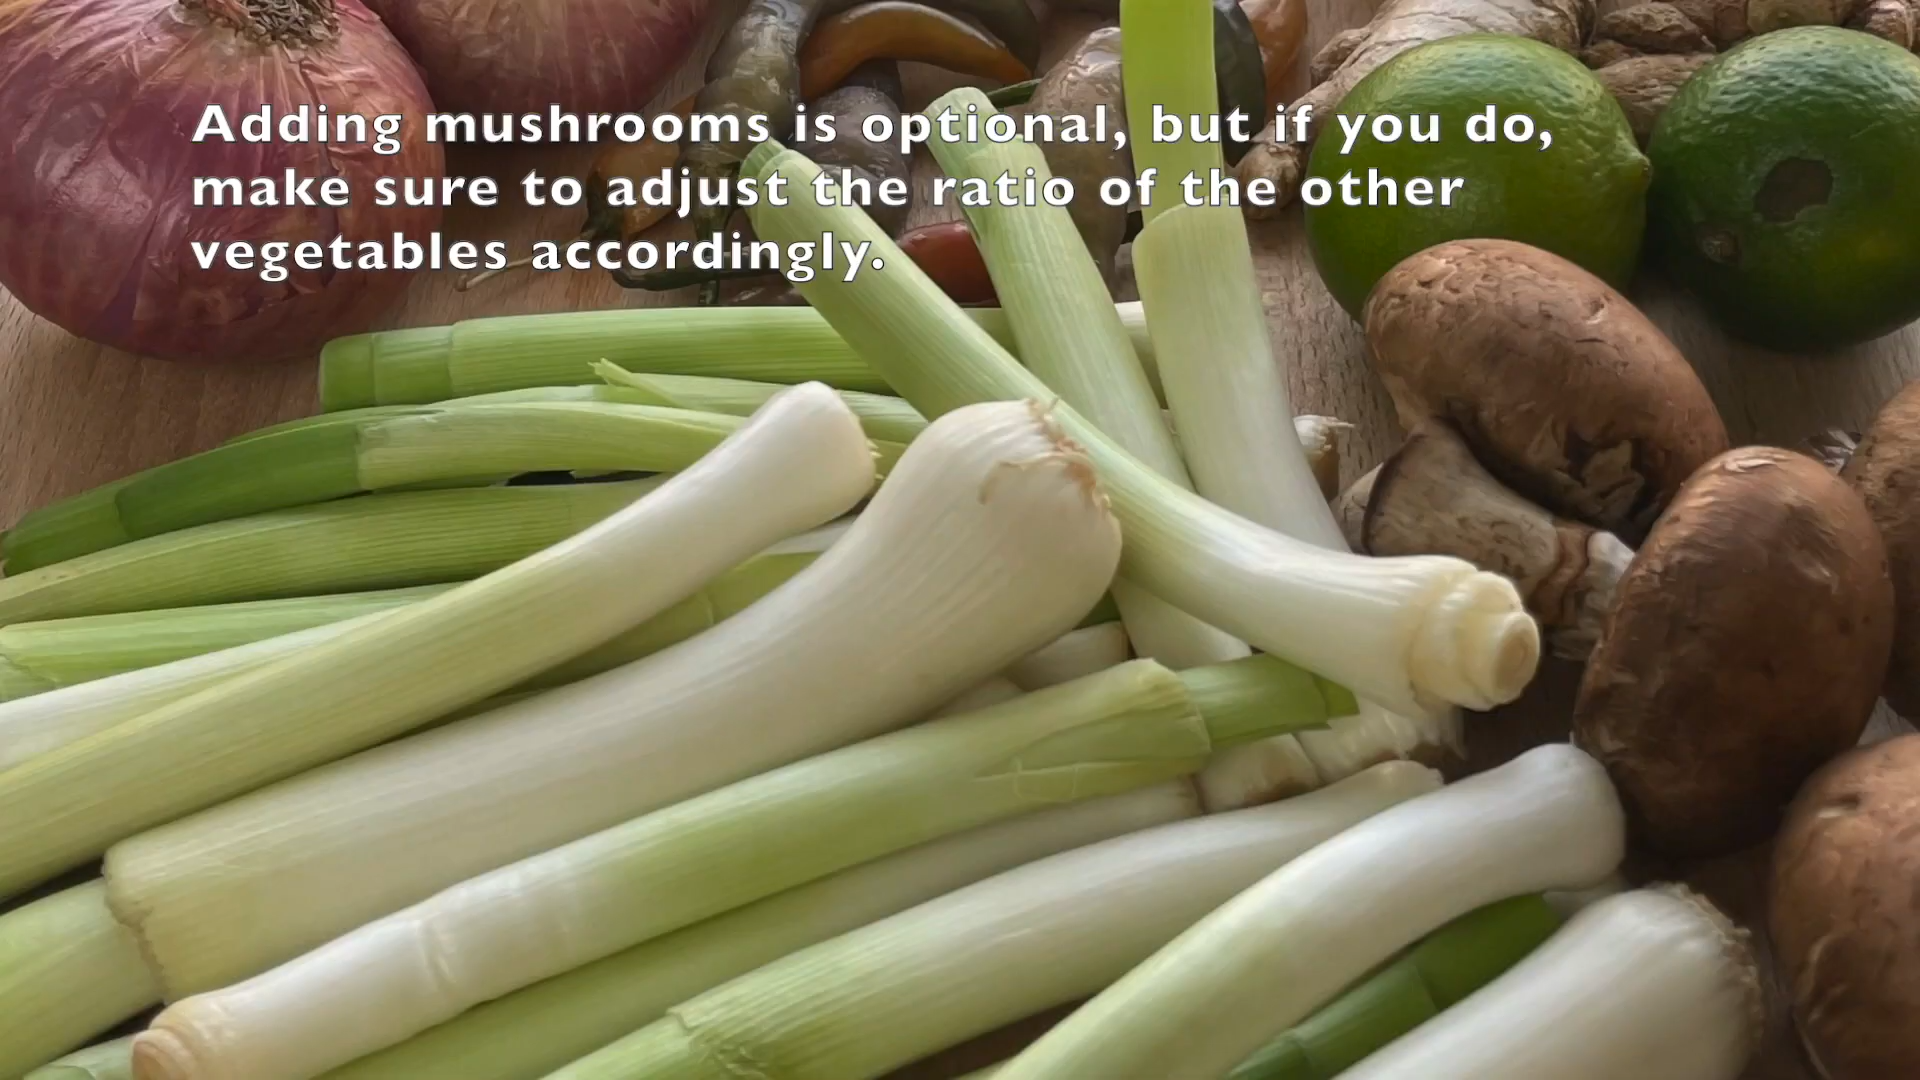 Adding mushrooms is optional, but if you do,
make sure to adjust the ratio of the other
vegetables accordingly.